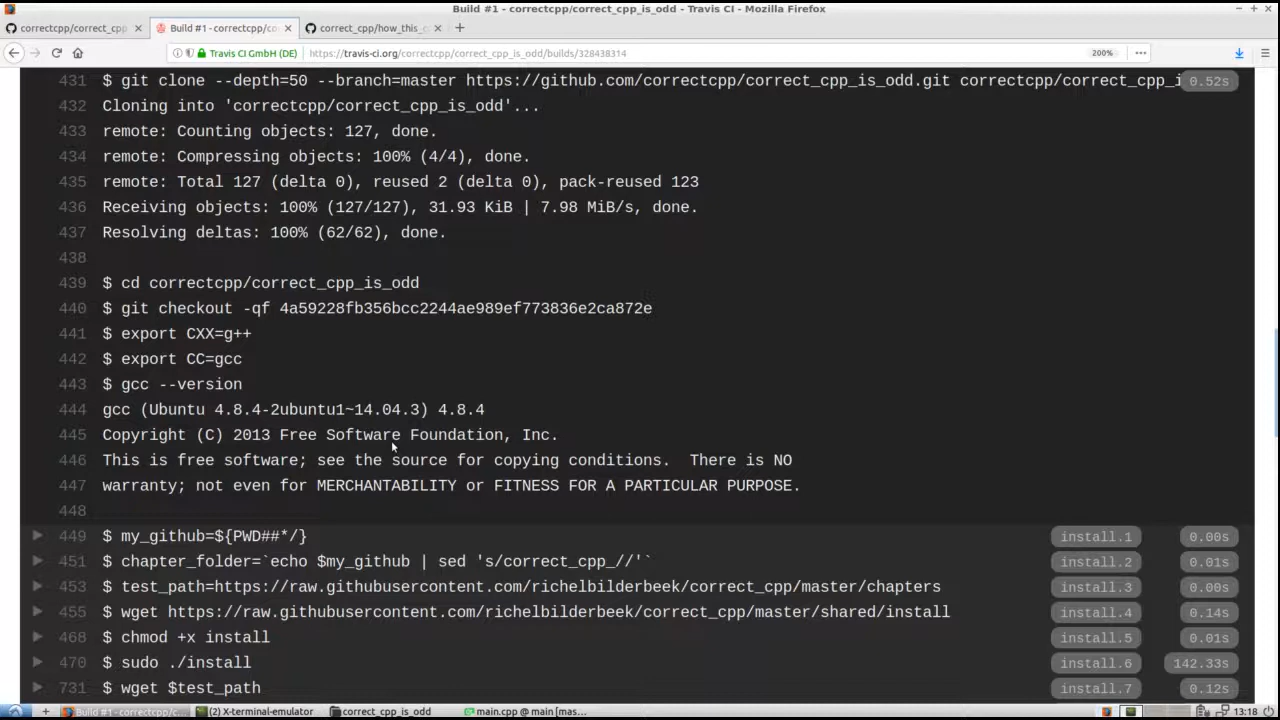 Build #1 - correctcpp/correct_cpp_is_odd - Travis CI - Mozilla Firefox
correctcpp/correct_cpp × Build #1 - correctcpp/co × correct_cpp/how_this_c × +
Travis CI GmbH (DE) https://travis-ci.org/correctcpp/correct_cpp_is_odd/builds/328438314 200%
431 $ git clone --depth=50 --branch=master https://github.com/correctcpp/correct_cpp_is_odd.git correctcpp/correct_cpp_i 0.52s
432 Cloning into 'correctcpp/correct_cpp_is_odd'...
433 remote: Counting objects: 127, done.
434 remote: Compressing objects: 100% (4/4), done.
435 remote: Total 127 (delta 0), reused 2 (delta 0), pack-reused 123
436 Receiving objects: 100% (127/127), 31.93 KiB | 7.98 MiB/s, done.
437 Resolving deltas: 100% (62/62), done.
438
439 $ cd correctcpp/correct_cpp_is_odd
440 $ git checkout -qf 4a59228fb356bcc2244ae989ef773836e2ca872e
441 $ export CXX=g++
442 $ export CC=gcc
443 $ gcc --version
444 gcc (Ubuntu 4.8.4-2ubuntu1~14.04.3) 4.8.4
445 Copyright (C) 2013 Free Software Foundation, Inc.
446 This is free software; see the source for copying conditions.  There is NO
447 warranty; not even for MERCHANTABILITY or FITNESS FOR A PARTICULAR PURPOSE.
448
449 $ my_github=${PWD##*/} install.1 0.00s
451 $ chapter_folder=`echo $my_github | sed 's/correct_cpp_//'` install.2 0.01s
453 $ test_path=https://raw.githubusercontent.com/richelbilderbeek/correct_cpp/master/chapters install.3 0.00s
455 $ wget https://raw.githubusercontent.com/richelbilderbeek/correct_cpp/master/shared/install install.4 0.14s
468 $ chmod +x install install.5 0.01s
470 $ sudo ./install install.6 142.33s
731 $ wget $test_path install.7 0.12s
Build #1 - correctcpp/c... (2) X-terminal-emulator correct_cpp_is_odd main.cpp @ main [mas... 13:18